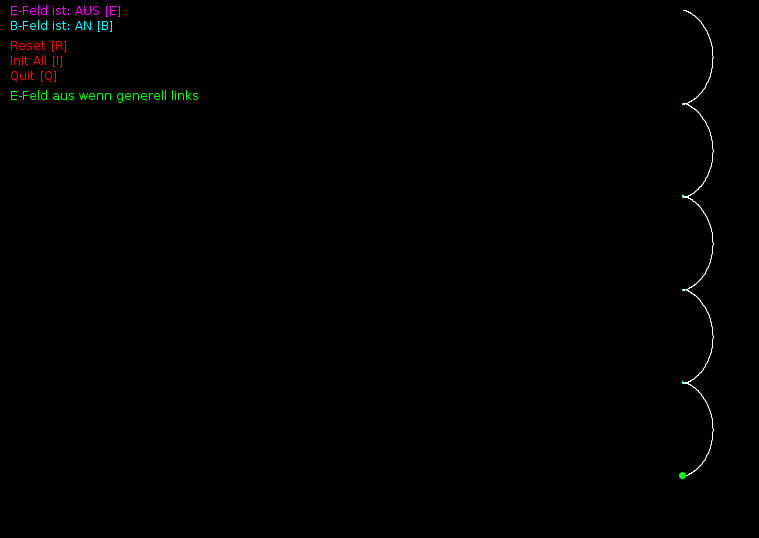 E-Feld ist: AUS [E]
B-Feld ist: AN [B]
Reset [R]
Init All [I]
Quit [Q]
E-Feld aus wenn generell links